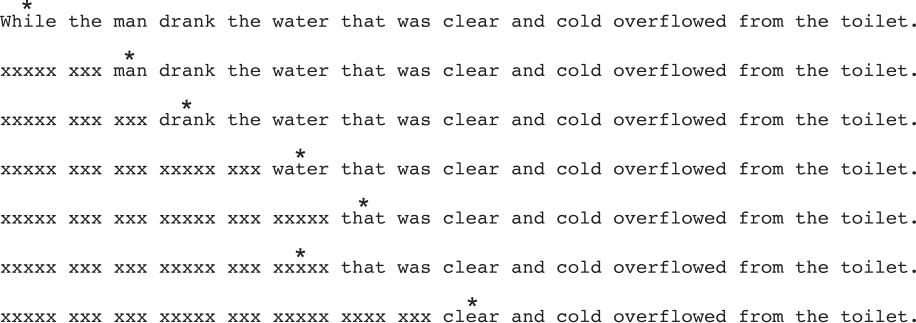 *
While the man drank the water that was clear and cold overflowed from the toilet.
*
xxxxx xxx man drank the water that was clear and cold overflowed from the toilet.
*
xxxxx xxx xxx drank the water that was clear and cold overflowed from the toilet.
*
xxxxx xxx xxx xxxxx xxx water that was clear and cold overflowed from the toilet.
*
xxxxx xxx xxx xxxxx xxx xxxxx that was clear and cold overflowed from the toilet.
*
xxxxx xxx xxx xxxxx xxx xxxxx that was clear and cold overflowed from the toilet.
*
xxxxx xxx xxx xxxxx xxx xxxxx xxxx xxx clear and cold overflowed from the toilet.